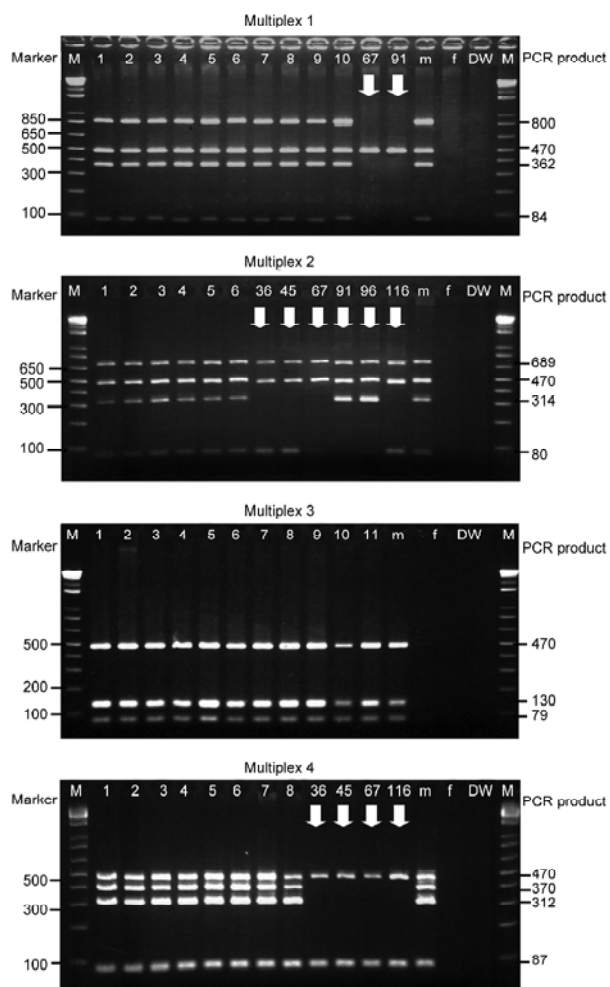 Multiplex 1
Marker M 1 2 3 4 5 6 7 8 9 10 67 91 m f DW M PCR product
850 800
650
500 470
362
300
100 84
Multiplex 2
Marker M 1 2 3 4 5 6 36 45 67 91 96 116 m f DW M PCR product
650 689
500 470
300 314
100 80
Multiplex 3
Marker M 1 2 3 4 5 6 7 8 9 10 11 m f DW M PCR product
500 470
200
130
100 79
Multiplex 4
Marker M 1 2 3 4 5 6 7 8 36 45 67 116 m f DW M PCR product
500 470
370
300 312
100 87